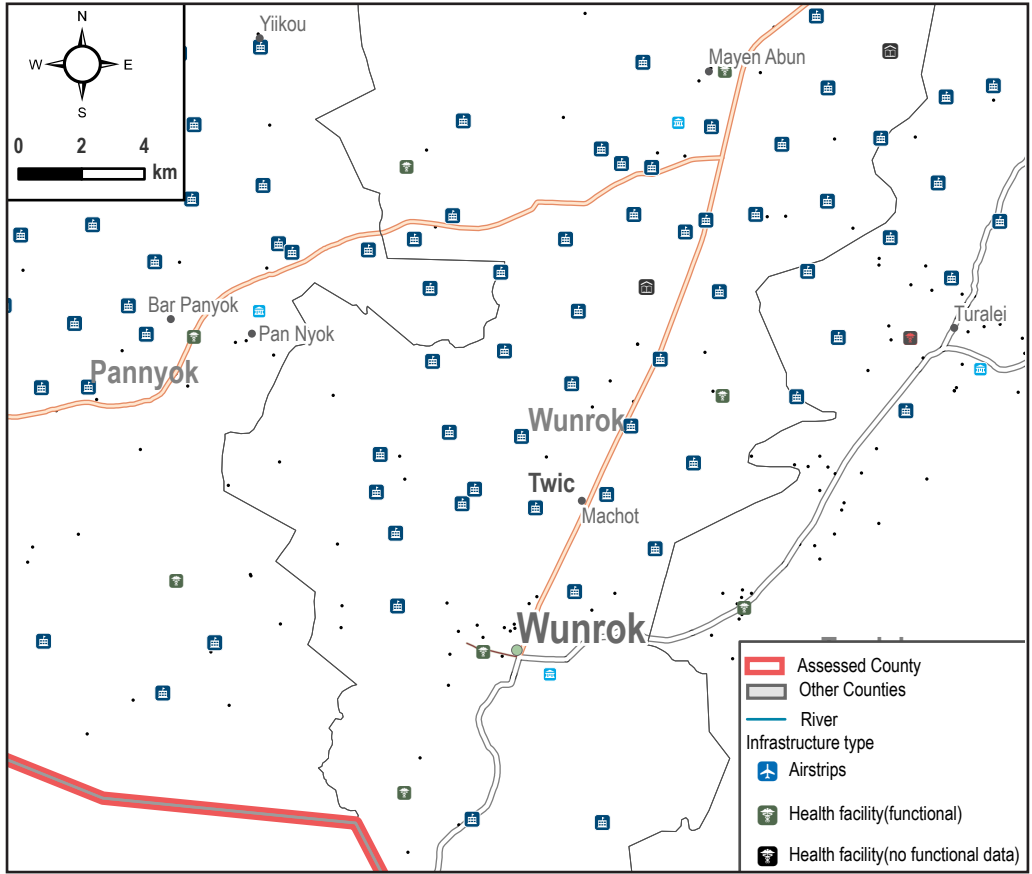 N
W
E
S
0 2 4
km
Yiikou
Mayen Abun
Bar Panyok
Pan Nyok
Turalei
Pannyok
Wunrok
Twic
Machot
Wunrok
Assessed County
Other Counties
River
Infrastructure type
Airstrips
Health facility(functional)
Health facility(no functional data)